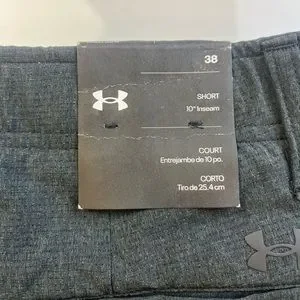 38
SHORT
10" Inseam
COURT
Entrejambe de 10 po.
CORTO
Tiro de 25.4 cm